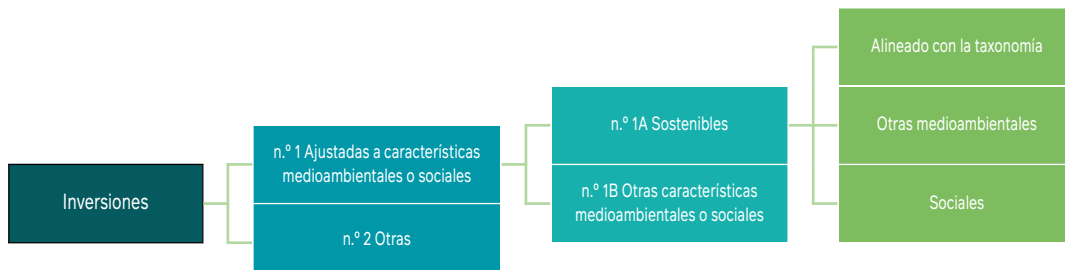 Inversiones
n.º 1 Ajustadas a características
medioambientales o sociales
n.º 2 Otras
n.º 1A Sostenibles
n.º 1B Otras características
medioambientales o sociales
Alineado con la taxonomía
Otras medioambientales
Sociales